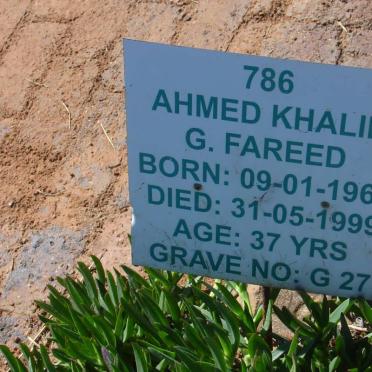 786
AHMED KHALI
G. FAREED
BORN: 09-01-196
DIED: 31-05-1999
AGE: 37 YRS
GRAVE NO: G 27